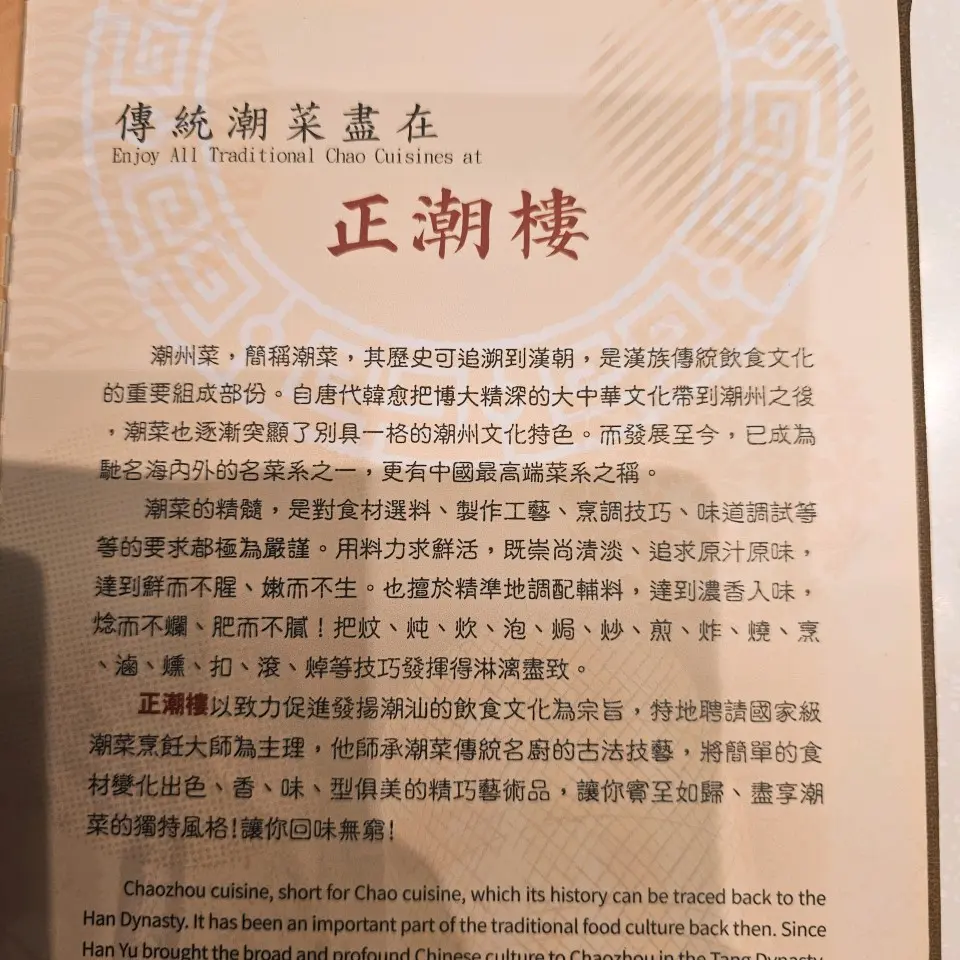 傳統潮菜盡在
Enjoy All Traditional Chao Cuisines at
正潮樓
潮州菜，簡稱潮菜，其歷史可追溯到漢朝，是漢族傳統飲食文化
的重要組成部份。自唐代韓愈把博大精深的大中華文化帶到潮州之後
，潮菜也逐漸突顯了別具一格的潮州文化特色。而發展至今，已成為
馳名海內外的名菜系之一，更有中國最高端菜系之稱。
潮菜的精髓，是對食材選料、製作工藝、烹調技巧、味道調試等
等的要求都極為嚴謹。用料力求鮮活，既崇尚清淡、追求原汁原味，
達到鮮而不腥、嫩而不生。也擅於精準地調配輔料，達到濃香入味，
焾而不爛、肥而不膩！把炆、炖、炊、泡、焗、炒、煎、炸、燒、烹
、滷、燻、扣、滾、焯等技巧發揮得淋漓盡致。
正潮樓以致力促進發揚潮汕的飲食文化為宗旨，特地聘請國家級
潮菜烹飪大師為主理，他師承潮菜傳統名廚的古法技藝，將簡單的食
材變化出色、香、味、型俱美的精巧藝術品，讓你賓至如歸、盡享潮
菜的獨特風格!讓你回味無窮!
Chaozhou cuisine, short for Chao cuisine, which its history can be traced back to the
Han Dynasty. It has been an important part of the traditional food culture back then. Since
Han Yu brought the broad and profound Chinese culture to Chaozhou in the Tang Dynasty,